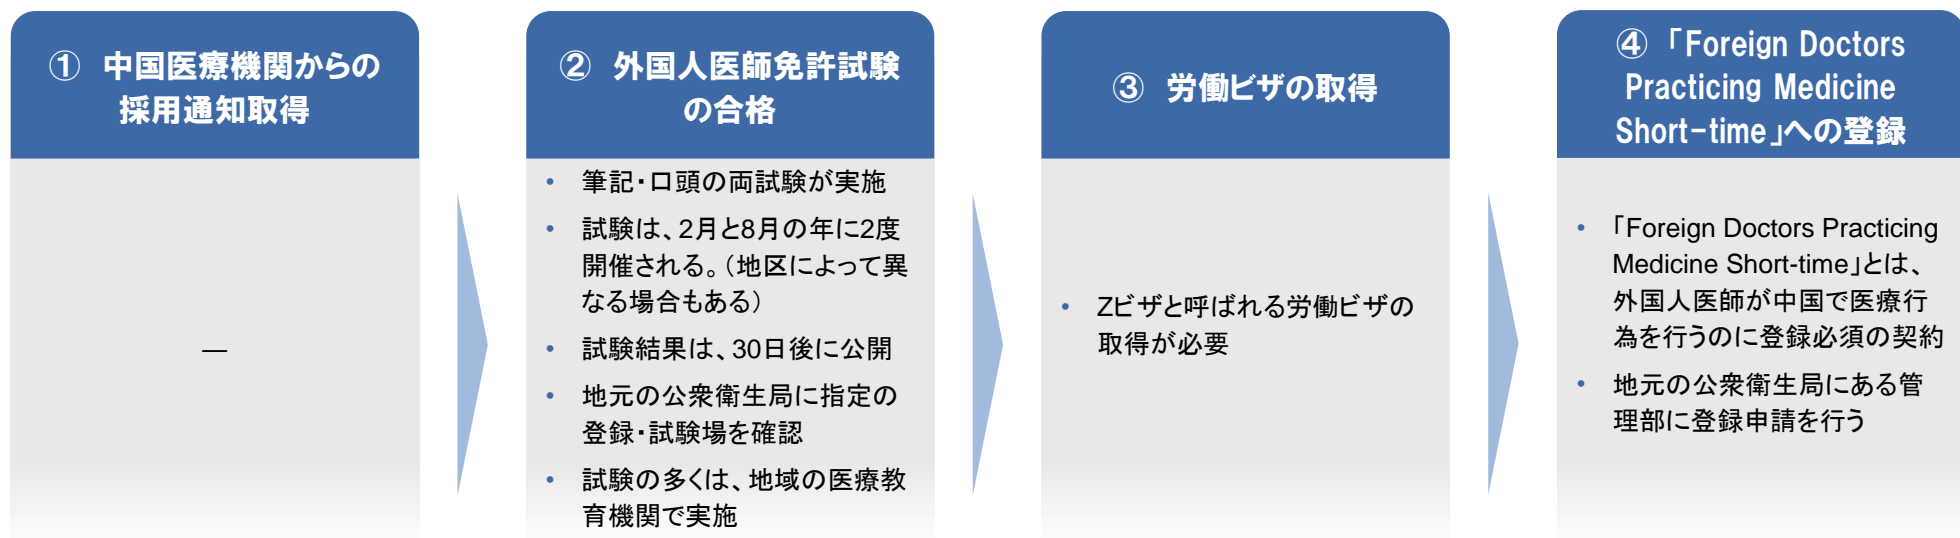 ① 中国医療機関からの
採用通知取得
―
② 外国人医師免許試験
の合格
• 筆記・口頭の両試験が実施
• 試験は、2月と8月の年に2度
開催される。（地区によって異
なる場合もある）
• 試験結果は、30日後に公開
• 地元の公衆衛生局に指定の
登録・試験場を確認
• 試験の多くは、地域の医療教
育機関で実施
③ 労働ビザの取得
• Zビザと呼ばれる労働ビザの
取得が必要
④ 「Foreign Doctors
Practicing Medicine
Short-time」への登録
• 「Foreign Doctors Practicing
Medicine Short-time」とは、
外国人医師が中国で医療行
為を行うのに登録必須の契約
• 地元の公衆衛生局にある管
理部に登録申請を行う